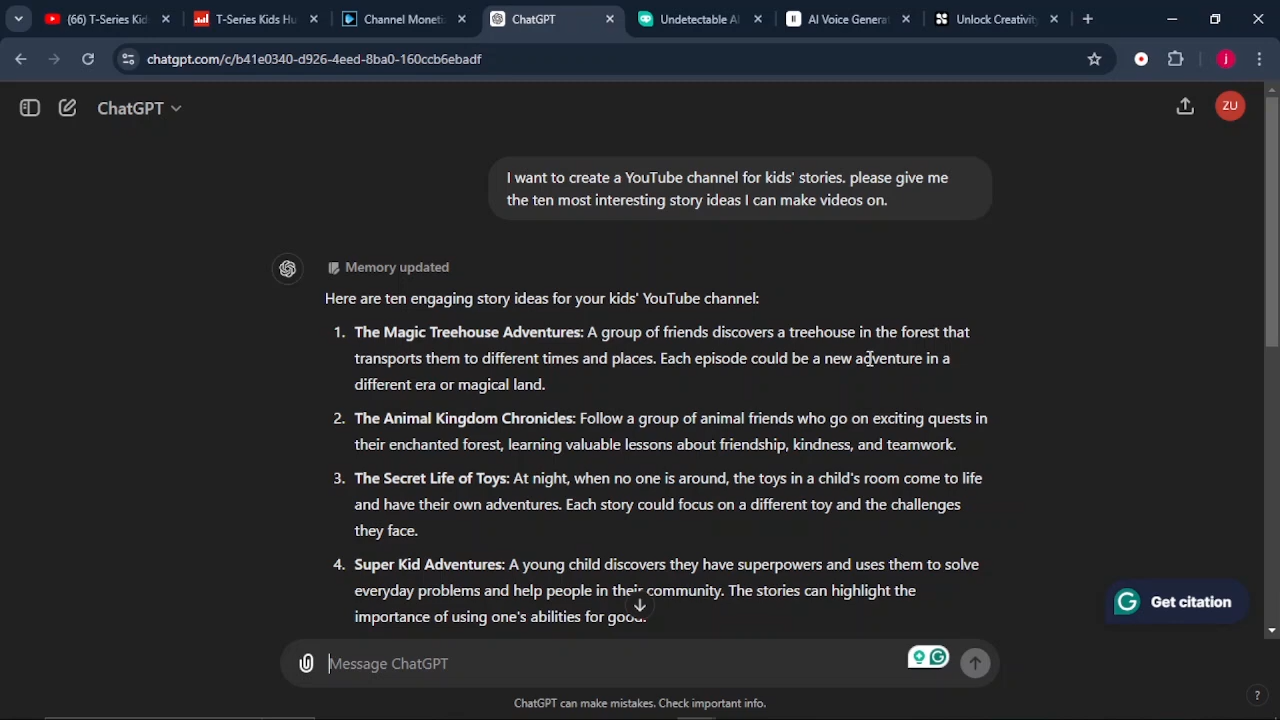 (66) T-Series Kid
T-Series Kids Hu
Channel Moneti
ChatGPT
Undetectable AI
AI Voice Genera
Unlock Creativity
chatgpt.com/c/b41e0340-d926-4eed-8ba0-160ccb6ebadf
j
ChatGPT
ZU
I want to create a YouTube channel for kids' stories. please give me
the ten most interesting story ideas I can make videos on.
Memory updated
Here are ten engaging story ideas for your kids' YouTube channel:
1. The Magic Treehouse Adventures: A group of friends discovers a treehouse in the forest that
transports them to different times and places. Each episode could be a new adventure in a
different era or magical land.
2. The Animal Kingdom Chronicles: Follow a group of animal friends who go on exciting quests in
their enchanted forest, learning valuable lessons about friendship, kindness, and teamwork.
3. The Secret Life of Toys: At night, when no one is around, the toys in a child's room come to life
and have their own adventures. Each story could focus on a different toy and the challenges
they face.
4. Super Kid Adventures: A young child discovers they have superpowers and uses them to solve
everyday problems and help people in their community. The stories can highlight the
importance of using one's abilities for good.
Get citation
Message ChatGPT
ChatGPT can make mistakes. Check important info.
?